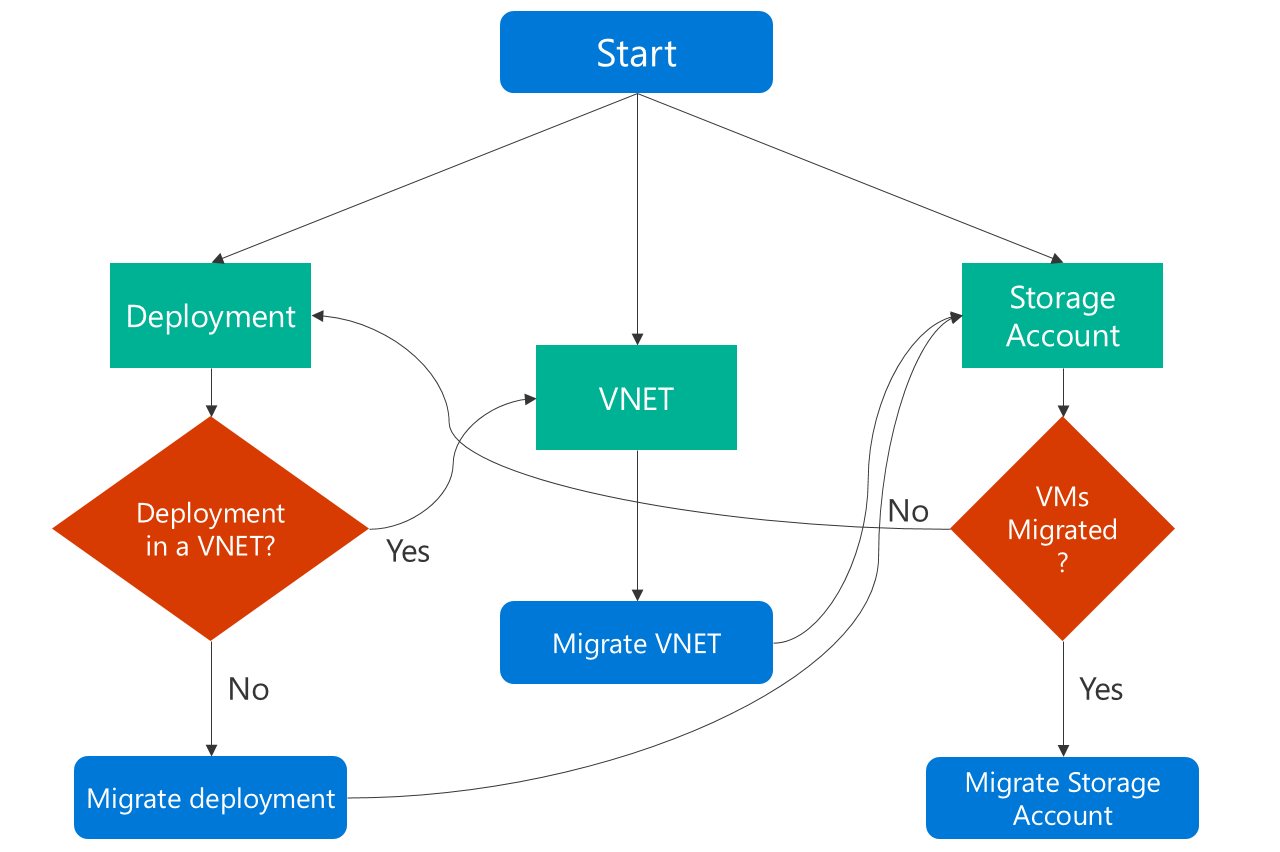 Start
Deployment
Storage
Account
VNET
Deployment
in a VNET?
Yes
No
VMs
Migrated
?
Migrate VNET
No
Yes
Migrate deployment
Migrate Storage
Account